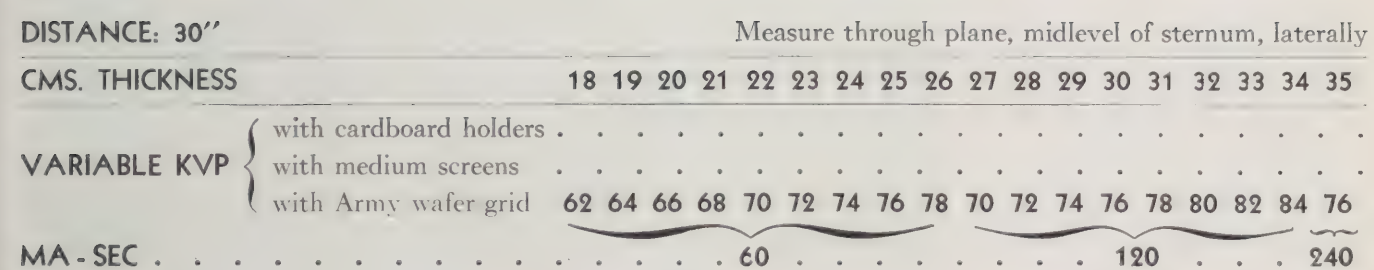 DISTANCE: 30″ Measure through plane, midlevel of sternum, laterally
CMS. THICKNESS 18 19 20 21 22 23 24 25 26 27 28 29 30 31 32 33 34 35
with cardboard holders . . . . . . . . . . . . . . . . . . .
VARIABLE KVP { with medium screens . . . . . . . . . . . . . . . . . . .
with Army wafer grid 62 64 66 68 70 72 74 76 78 70 72 74 76 78 80 82 84 76
MA-SEC . . . . . . . . . . . . . . 60 . . . . . . . . 120 . . . 240